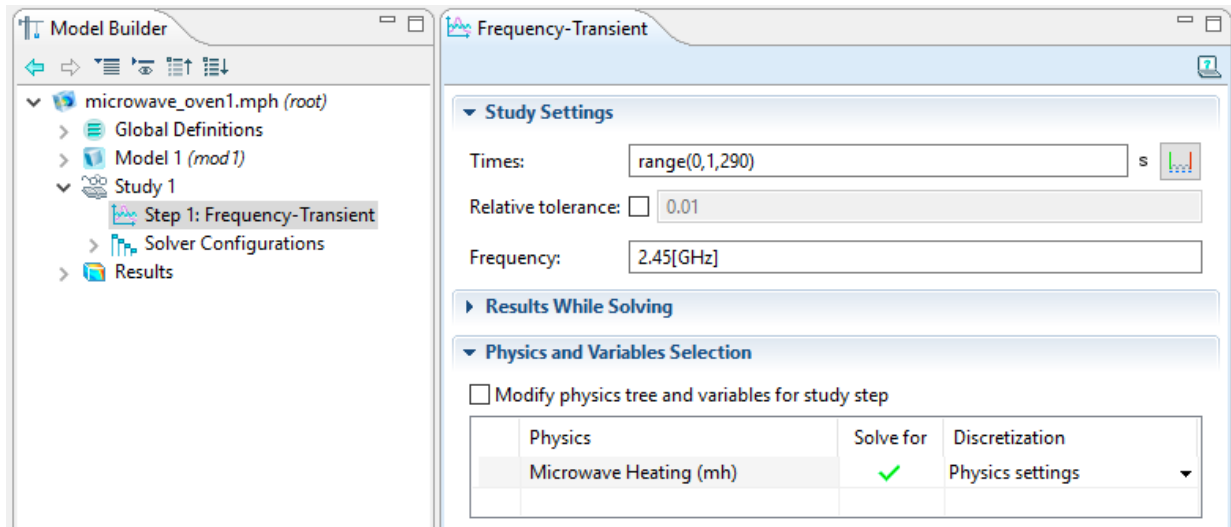 Model Builder
microwave_oven1.mph (root)
Global Definitions
Model 1 (mod1)
Study 1
Step 1: Frequency-Transient
Solver Configurations
Results
Frequency-Transient
Study Settings
Times: range(0,1,290) s
Relative tolerance: 0.01
Frequency: 2.45[GHz]
Results While Solving
Physics and Variables Selection
Modify physics tree and variables for study step
Physics Solve for Discretization
Microwave Heating (mh) Physics settings